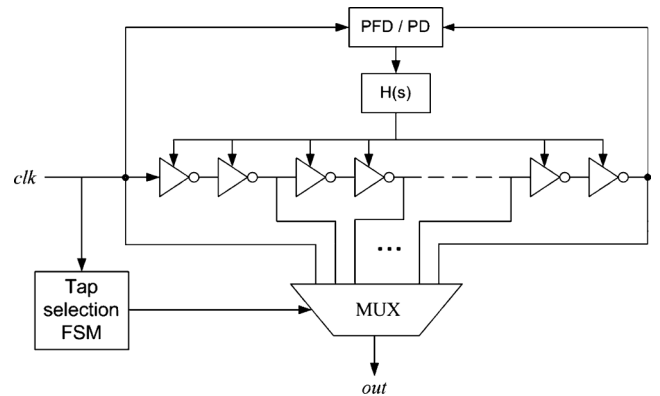 PFD / PD
H(s)
clk
...
Tap
selection
FSM
MUX
out